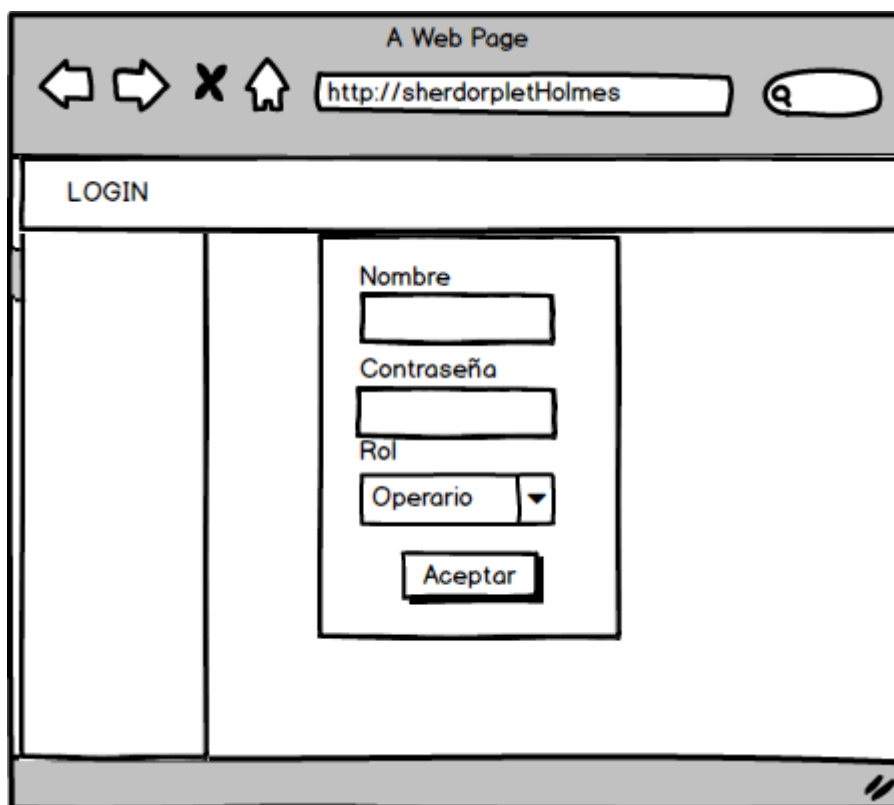 A Web Page
http://sherdorpletHolmes
LOGIN
Nombre
Contraseña
Rol
Operario
Aceptar